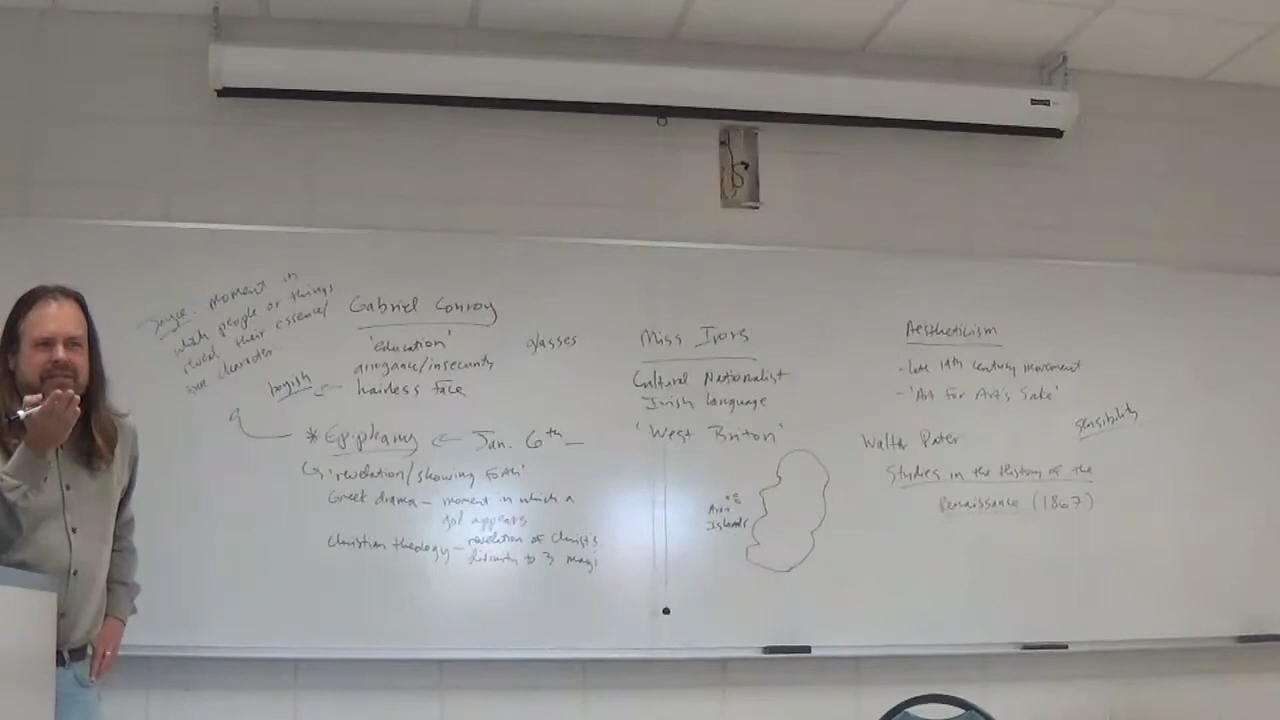 Joyce - moment in
which people or things
reveal their essence/
true character
Gabriel Conroy
'education'
arrogance/insecurity
hairless face
boyish
glasses
* Epiphany ← Jan. 6th
↳ 'revelation/showing forth'
Greek drama - moment in which a
god appears
Christian theology - revelation of Christ's
divinity to 3 magi
Miss Ivors
Cultural Nationalist
Irish Language
'West Briton'
Aran
Islands
Aestheticism
- late 19th century movement
- 'Art for Art's Sake'
sensibility
Walter Pater
Studies in the History of the
Renaissance (1867)